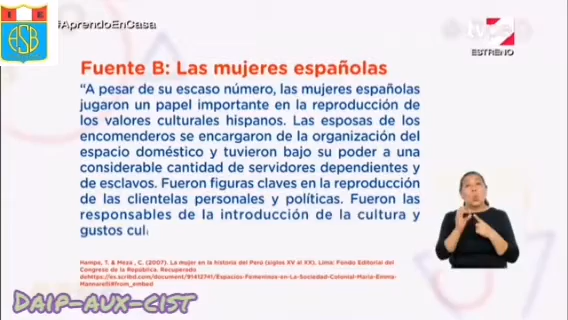 #AprendoEnCasa
I E
ASB
tv
ESTRENO
Fuente B: Las mujeres españolas
"A pesar de su escaso número, las mujeres españolas
jugaron un papel importante en la reproducción de
los valores culturales hispanos. Las esposas de los
encomenderos se encargaron de la organización del
espacio doméstico y tuvieron bajo su poder a una
considerable cantidad de servidores dependientes y
de esclavos. Fueron figuras claves en la reproducción
de las clientelas personales y políticas. Fueron las
responsables de la introducción de la cultura y
gustos cul
Hampe, T. & Meza , C. (2007). La mujer en la historia del Perú (siglos XV al XX). Lima: Fondo Editorial del
Congreso de la República. Recuperado
dehttps://es.scribd.com/document/91412741/Espacios-Femeninos-en-La-Sociedad-Colonial-Maria-Emma-
Mannarelli#from_embed
DAIP-AUX-CIST